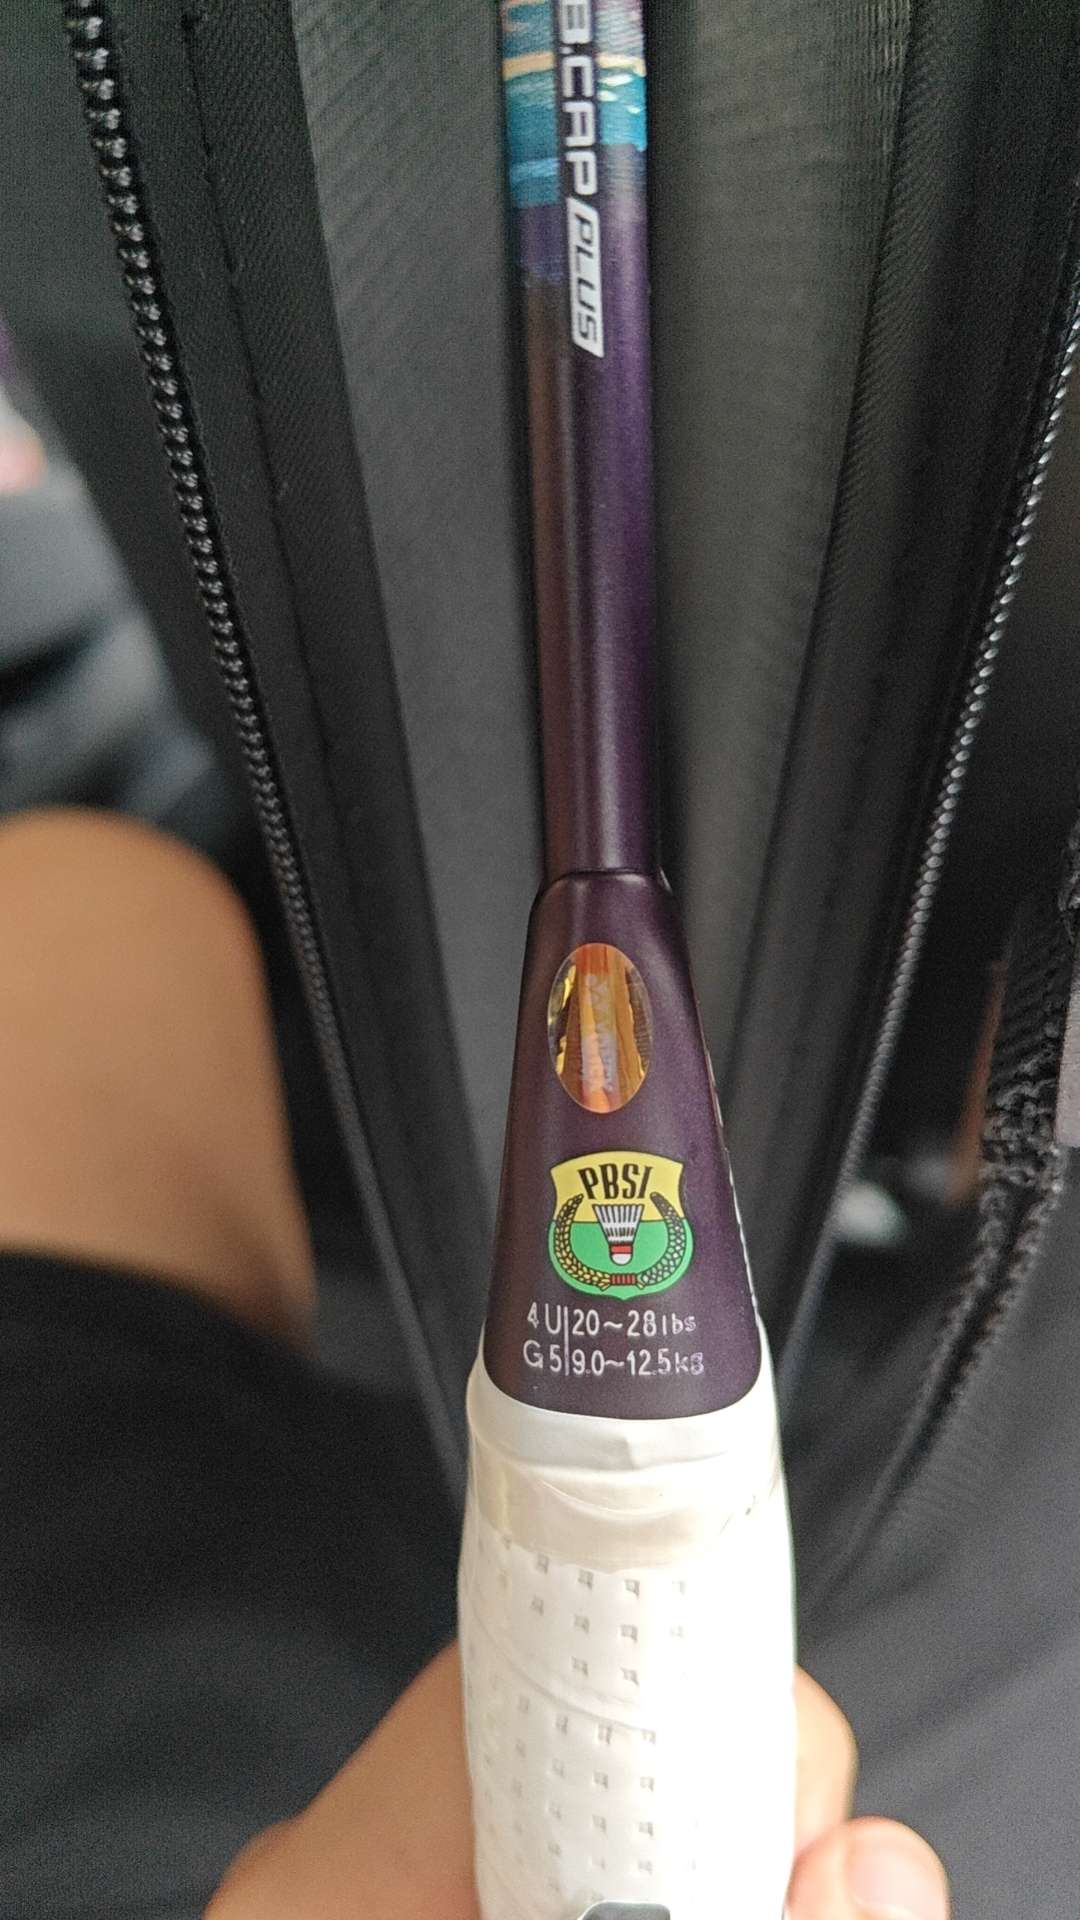 B.CAP PLUS
PBSI
4U 20~28lbs
G5 9.0~12.5kg